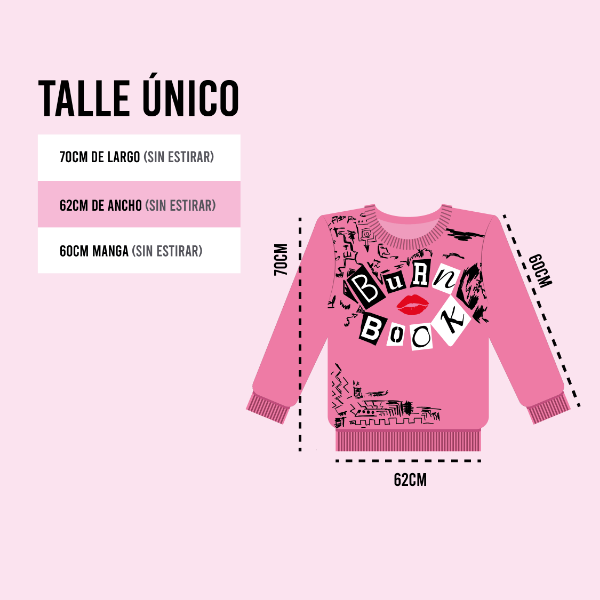 TALLE ÚNICO
70CM DE LARGO (SIN ESTIRAR)
62CM DE ANCHO (SIN ESTIRAR)
60CM MANGA (SIN ESTIRAR)
70CM
60CM
BuRn
BOOK
62CM